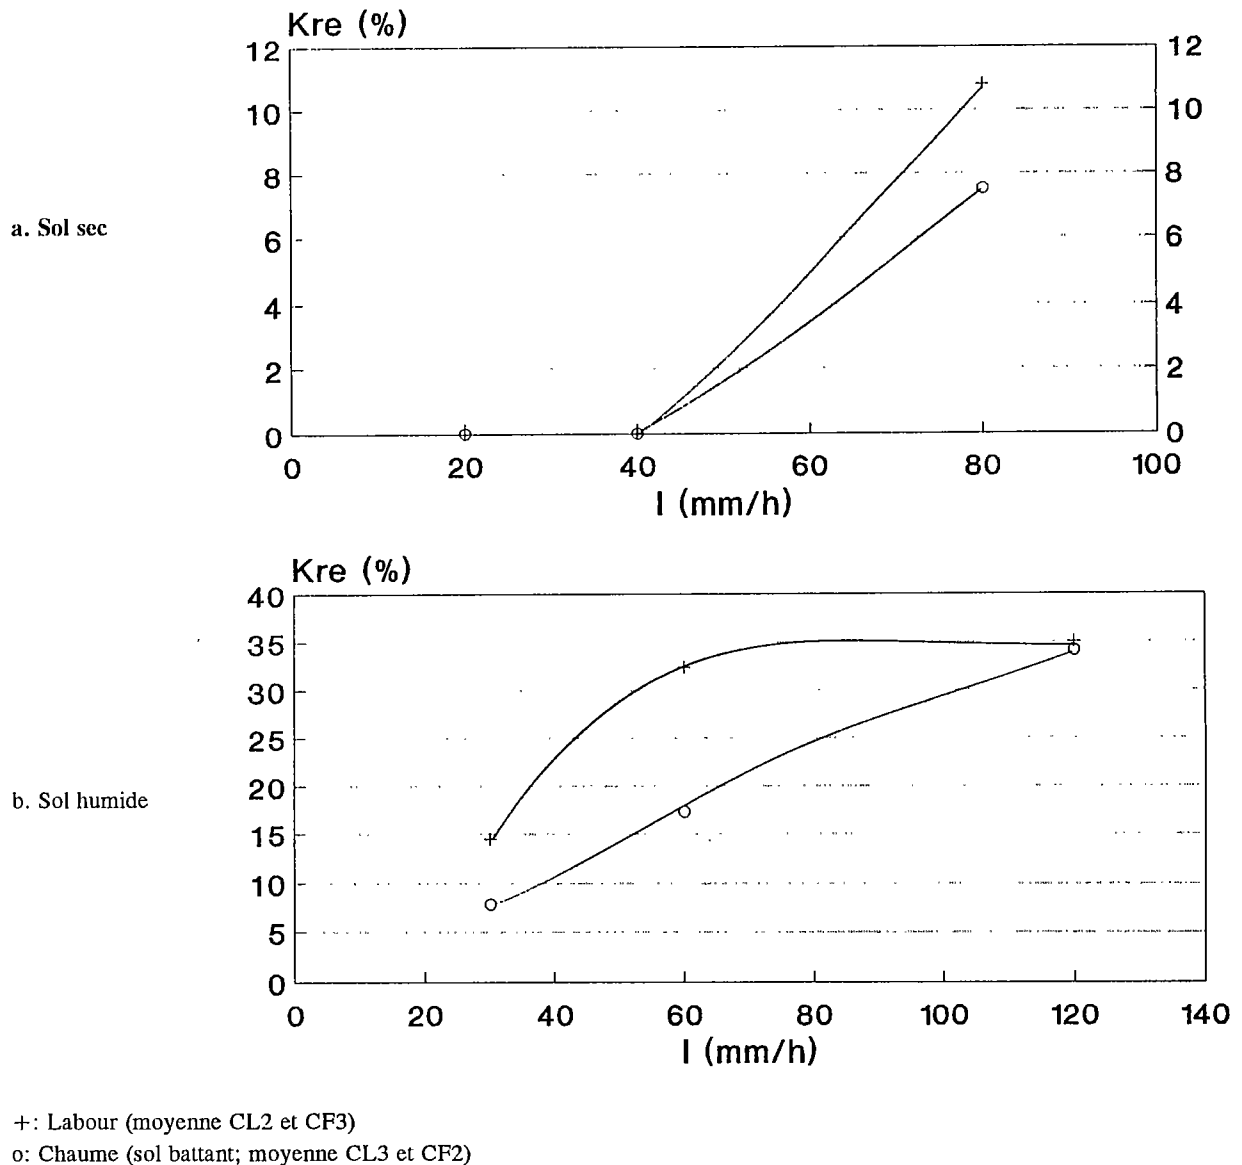 Kre (%)
12 12
10 10
8 8
a. Sol sec
6 6
4 4
2 2
0 0
0 20 40 60 80 100
I (mm/h)
Kre (%)
40
35
30
25
b. Sol humide
20
15
10
5
0
0 20 40 60 80 100 120 140
I (mm/h)
+: Labour (moyenne CL2 et CF3)
o: Chaume (sol battant; moyenne CL3 et CF2)